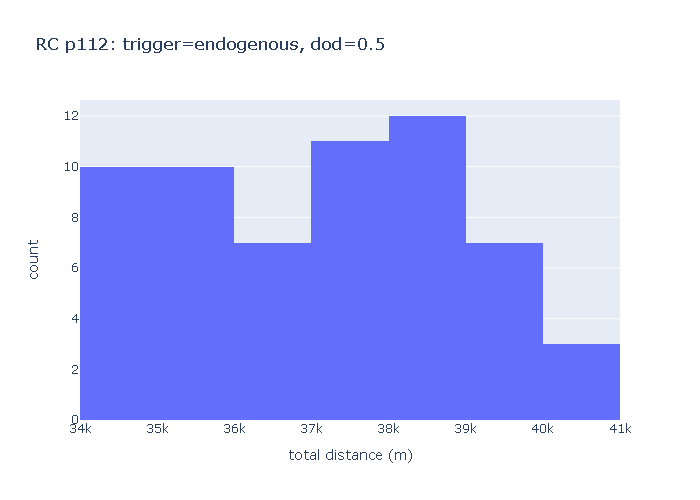 RC p112: trigger=endogenous, dod=0.5
12
10
8
6
4
2
0
count
34k 35k 36k 37k 38k 39k 40k 41k
total distance (m)